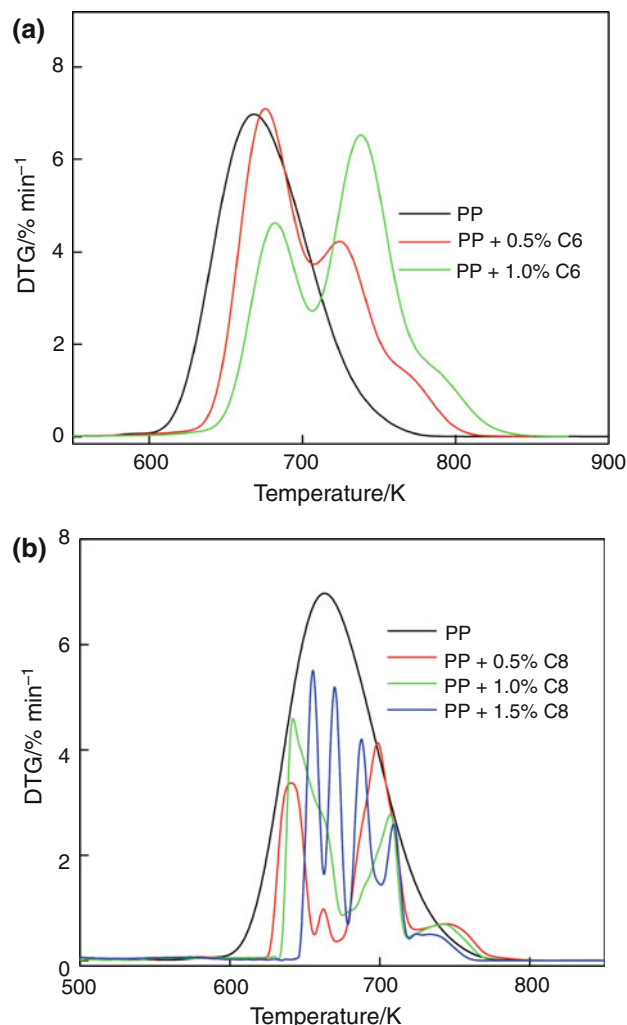 (a)
8
6
4
2
0
DTG/% min⁻¹
PP
PP + 0.5% C6
PP + 1.0% C6
600 700 800 900
Temperature/K
(b)
8
6
4
2
0
DTG/% min⁻¹
PP
PP + 0.5% C8
PP + 1.0% C8
PP + 1.5% C8
500 600 700 800
Temperature/K